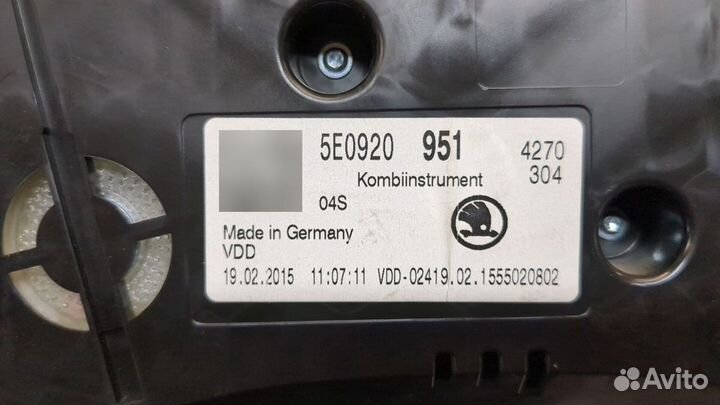 5E0920 951 4270
Kombiinstrument 304
04S
Made in Germany
VDD
19.02.2015 11:07:11 VDD-02419.02.1555020802
Avito